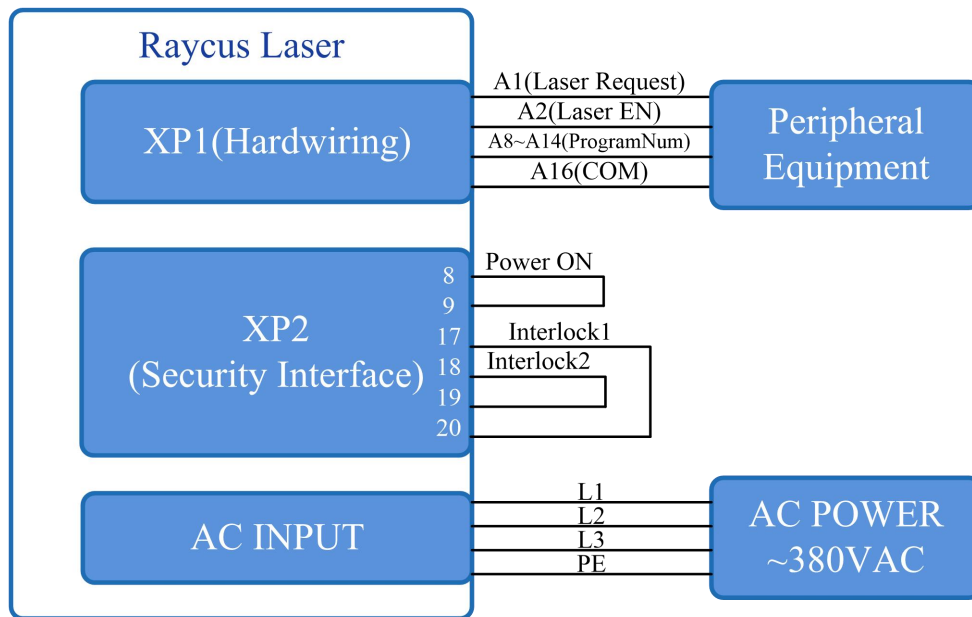 Raycus Laser
XP1(Hardwiring)
A1(Laser Request)
A2(Laser EN)
A8~A14(ProgramNum)
A16(COM)
Peripheral
Equipment
XP2
(Security Interface)
8
9
17
18
19
20
Power ON
Interlock1
Interlock2
AC INPUT
L1
L2
L3
PE
AC POWER
~380VAC